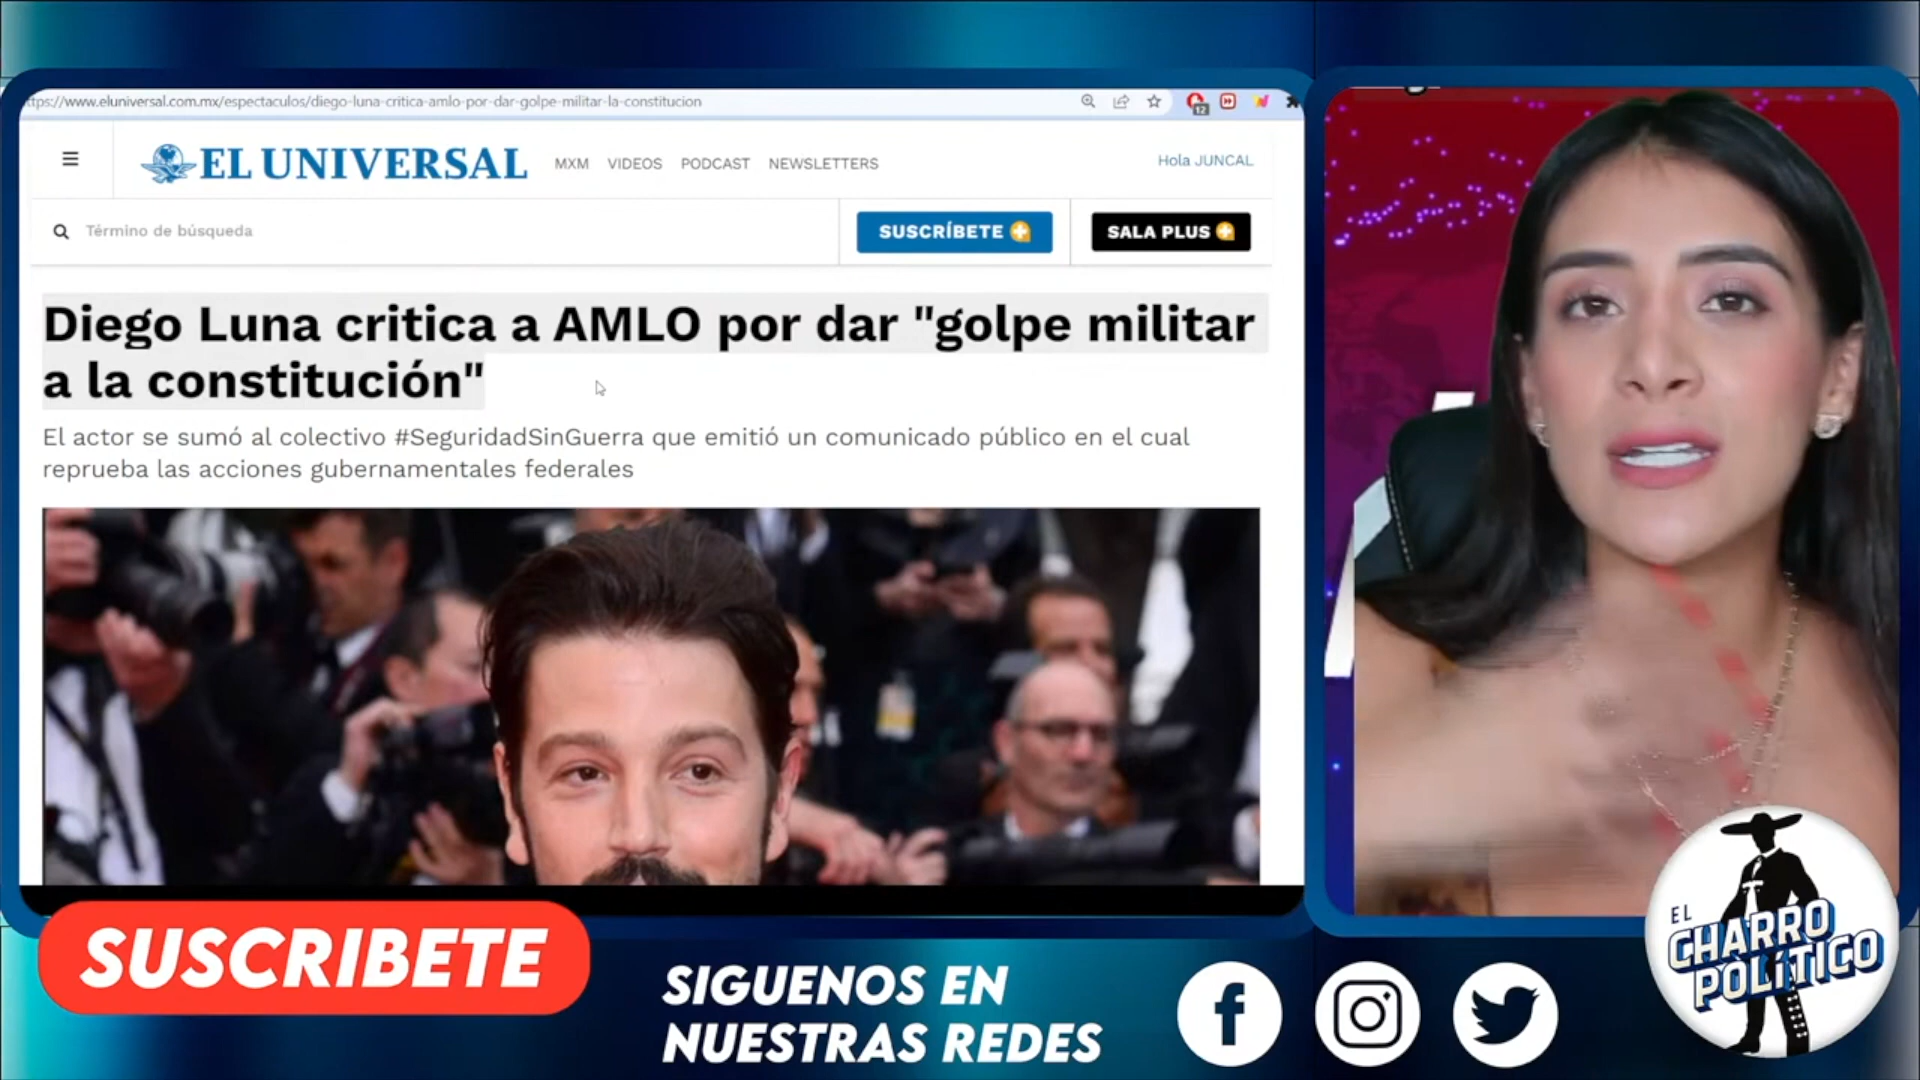 ttps://www.eluniversal.com.mx/espectaculos/diego-luna-critica-amlo-por-dar-golpe-militar-la-constitucion
12
EL UNIVERSAL
MXM VIDEOS PODCAST NEWSLETTERS
Hola JUNCAL
Término de búsqueda
SUSCRÍBETE
SALA PLUS
Diego Luna critica a AMLO por dar "golpe militar
a la constitución"
El actor se sumó al colectivo #SeguridadSinGuerra que emitió un comunicado público en el cual
reprueba las acciones gubernamentales federales
SUSCRIBETE
SIGUENOS EN
NUESTRAS REDES
EL
CHARRO
POLÍTICO